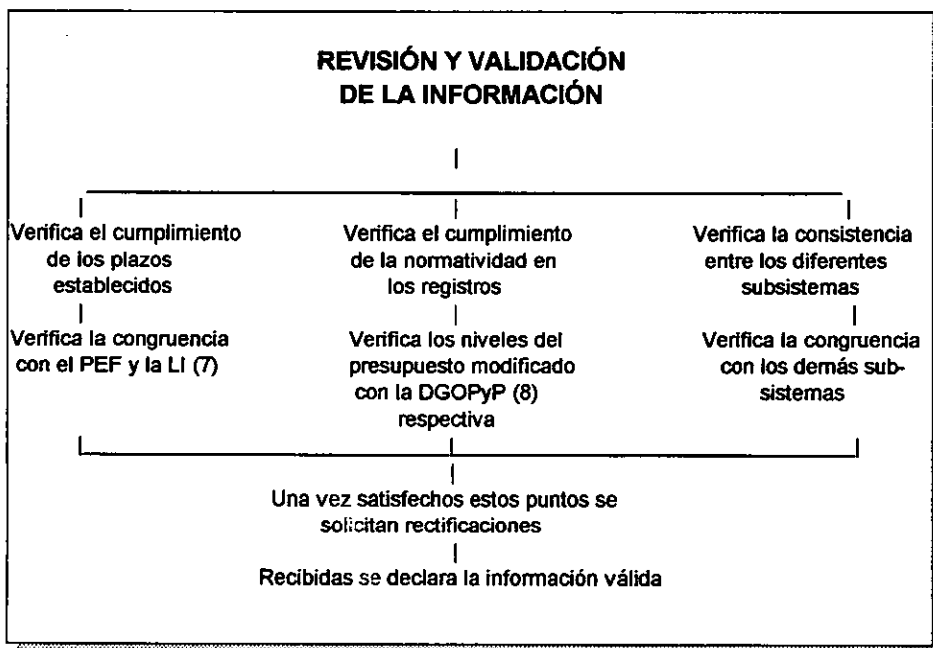 REVISIÓN Y VALIDACIÓN
DE LA INFORMACIÓN
Verifica el cumplimiento
de los plazos
establecidos
Verifica la congruencia
con el PEF y la LI (7)
Verifica el cumplimiento
de la normatividad en
los registros
Verifica los niveles del
presupuesto modificado
con la DGOPyP (8)
respectiva
Verifica la consistencia
entre los diferentes
subsistemas
Verifica la congruencia
con los demás sub-
sistemas
Una vez satisfechos estos puntos se
solicitan rectificaciones
Recibidas se declara la información válida